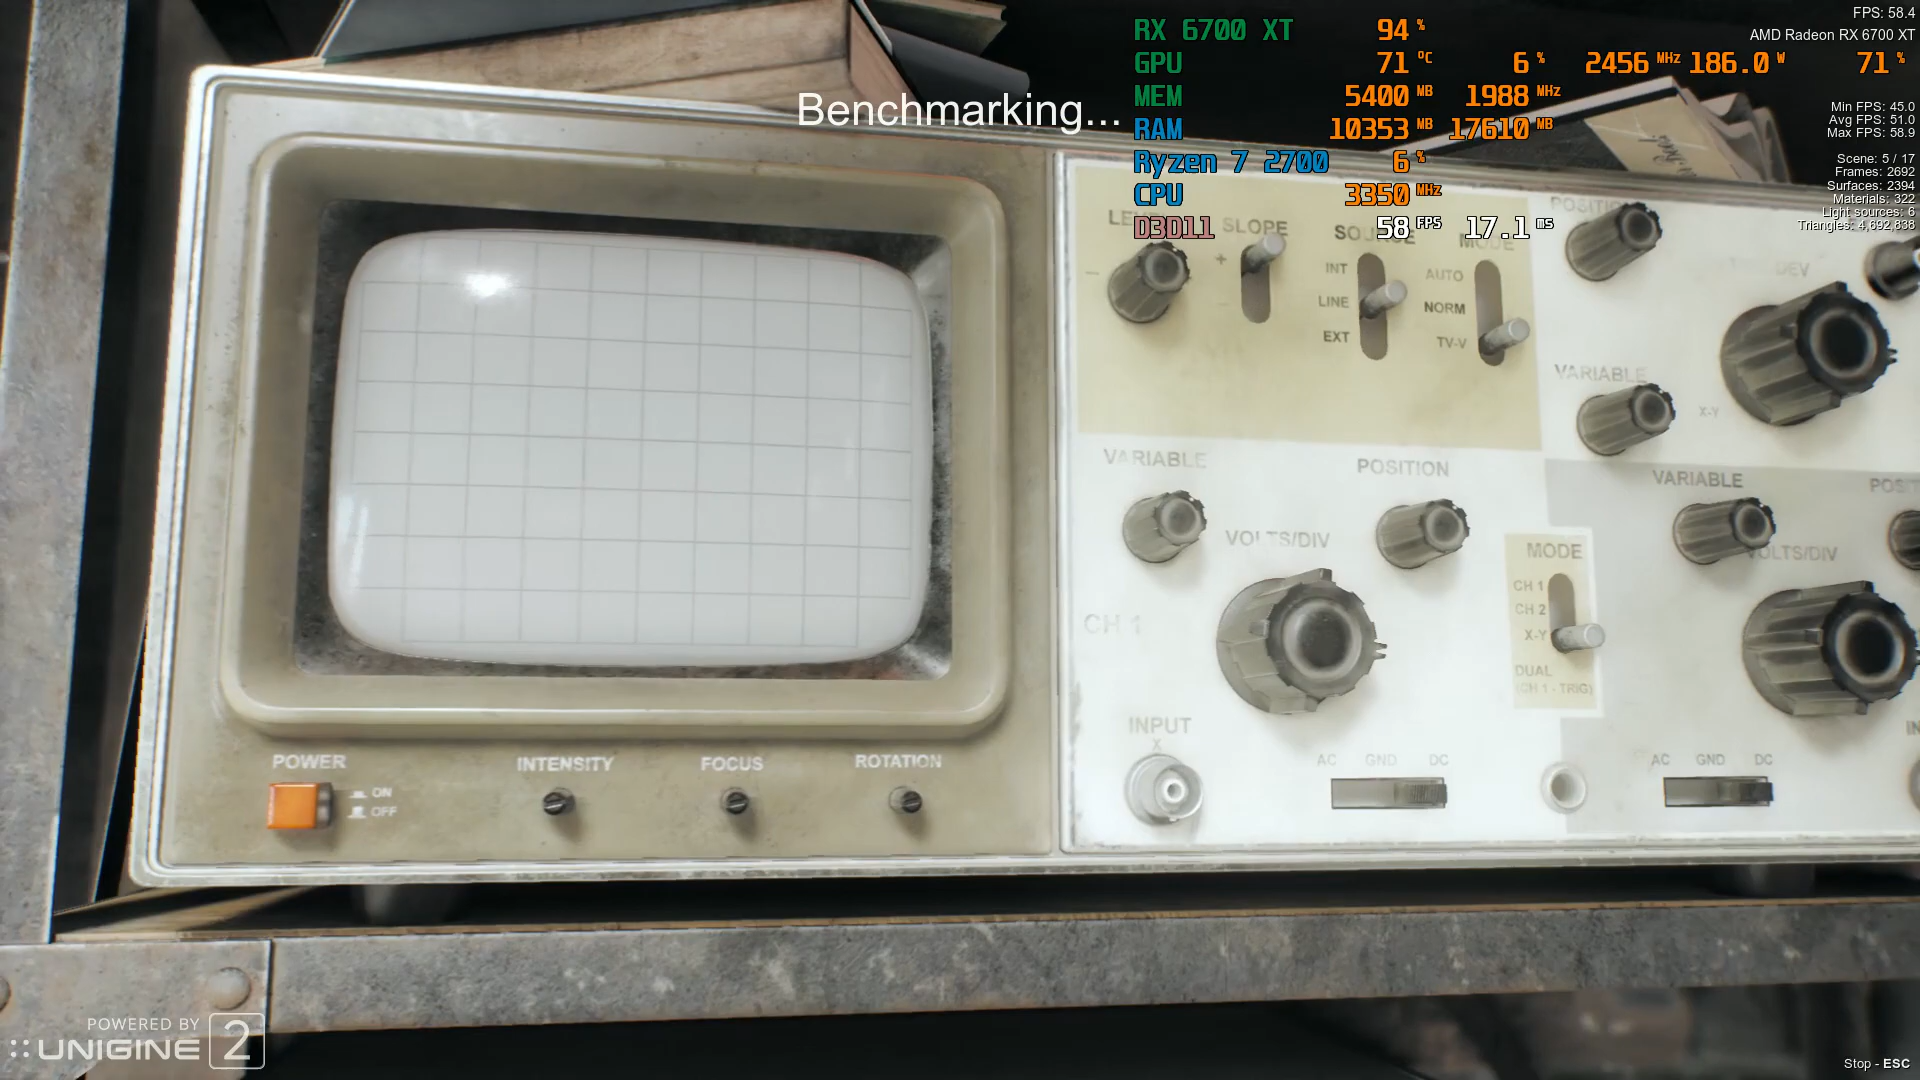 FPS: 58.4
AMD Radeon RX 6700 XT
RX 6700 XT 94 %
GPU 71 °C 6 % 2456 MHz 186.0 W 71 %
MEM 5400 MB 1988 MHz
Benchmarking...
RAM 10353 MB 17610 MB
Ryzen 7 2700 6 %
CPU 3350 MHz
D3D11 58 FPS 17.1 ms
Min FPS: 45.0
Avg FPS: 51.0
Max FPS: 58.9
Scene: 5 / 17
Frames: 2692
Surfaces: 2394
Materials: 322
Light sources: 6
Triangles: 4,692,836
SLOPE
SOURCE
MODE
POSITION
+
INT
LINE
EXT
AUTO
NORM
TV-V
VARIABLE
X-Y
VARIABLE
POSITION
VARIABLE
VOLTS/DIV
VOLTS/DIV
MODE
CH 1
CH 2
X-Y
DUAL
(CH 1 - TRIG)
CH 1
INPUT
X
AC GND DC
AC GND DC
POWER
ON
OFF
INTENSITY
FOCUS
ROTATION
POWERED BY
UNIGINE 2
Stop - ESC